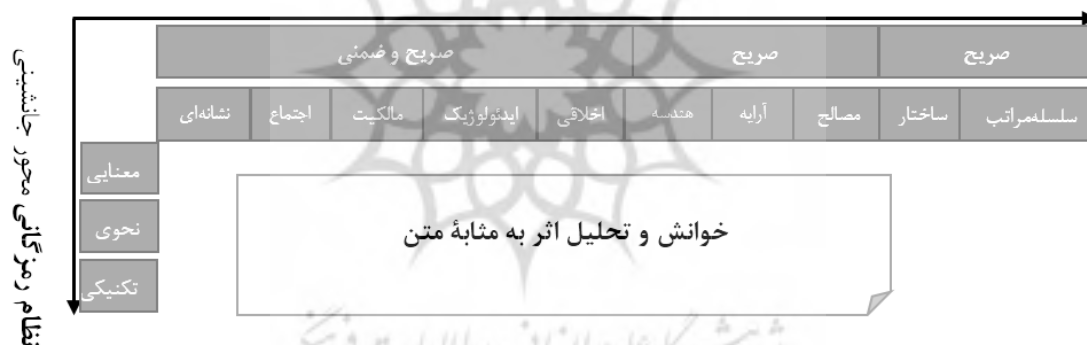 صریح صریح صریح و ضمنی
سلسله‌مراتب ساختار مصالح آرایه هندسه اخلاقی ایدئولوژیک مالکیت اجتماع نشانه‌ای
معنایی
نحوی
تکنیکی
خوانش و تحلیل اثر به مثابهٔ متن
نظام رمزگانی محور جانشینی